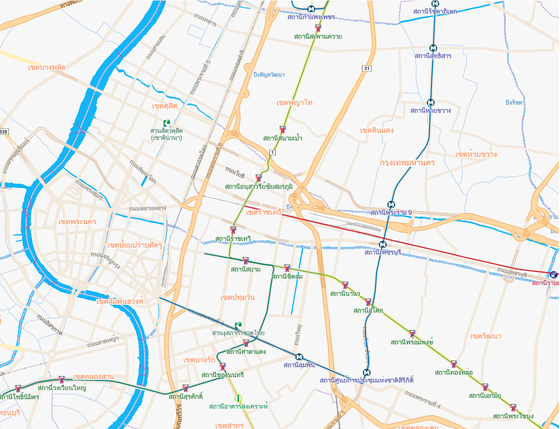 สถานีกำแพงเพชร
สถานีรัชดาภิเษก
สถานีสะพานควาย
สถานีสุทธิสาร
เขตบางพลัด
บึงพิบูลวัฒนา
31
เขตดุสิต
เขตพญาไท
สถานีห้วยขวาง
สวนสัตว์ดุสิต
(เขาดินวนา)
สถานีสนามเป้า
เขตดินแดง
338
1
เขตห้วยขวาง
กรุงเทพมหานคร
สถานีอนุสาวรีย์ชัยสมรภูมิ
เขตราชเทวี
สถานีพระราม 9
เขตพระนคร
สถานีราชเทวี
เขตป้อมปราบศัตรู
สถานีเพชรบุรี
สถานีสยาม
สถานีชิดลม
เขตสัมพันธวงศ์
เขตปทุมวัน
สถานีนานา
สถานีอโศก
สวนงูสภากาชาดไทย
เขตวัฒนา
สถานีพร้อมพงษ์
สถานีศาลาแดง
เขตบางรัก
สถานีลุมพินี
สถานีช่องนนทรี
สถานีทองหล่อ
สถานีศูนย์การประชุมแห่งชาติสิริกิติ์
สถานีวงเวียนใหญ่
สถานีสุรศักดิ์
สถานีโพธินิมิตร
สถานีเอกมัย
สถานีอาคารสงเคราะห์
สถานีพระโขนง
เขตสาทร
เขตคลองเตย